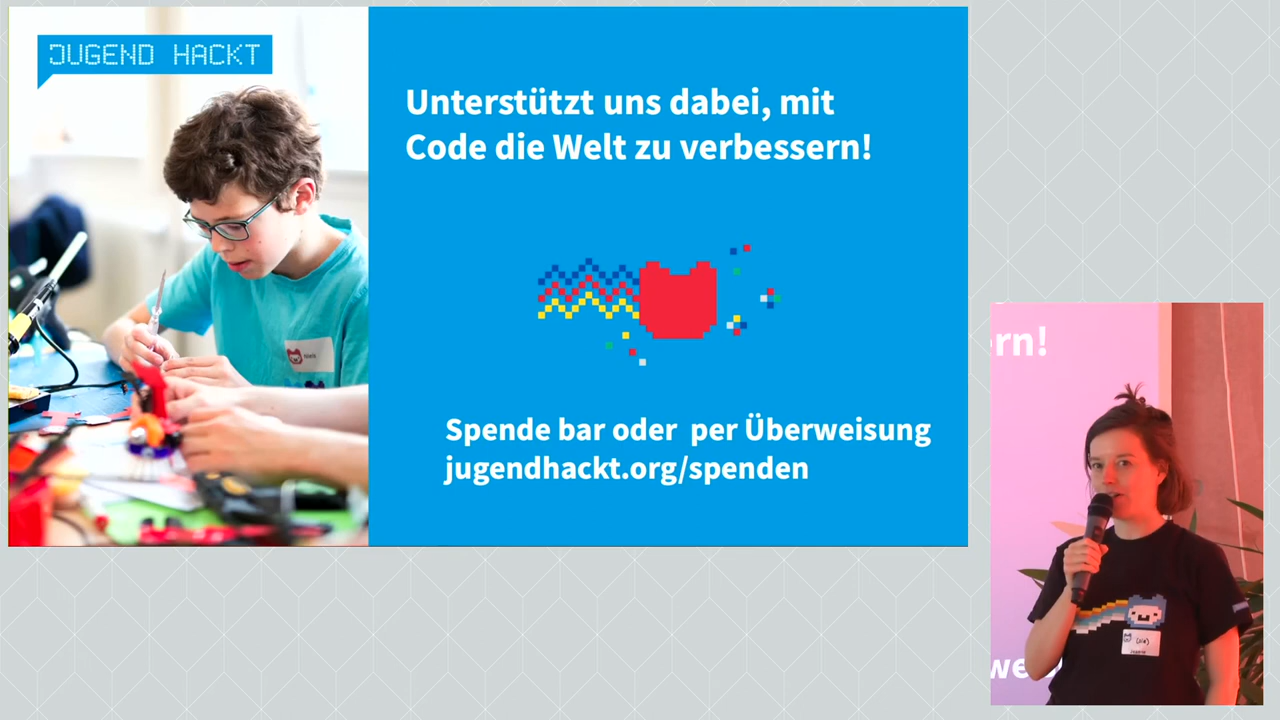 JUGEND HACKT
Unterstützt uns dabei, mit
Code die Welt zu verbessern!
Spende bar oder per Überweisung
jugendhackt.org/spenden
rn!
we